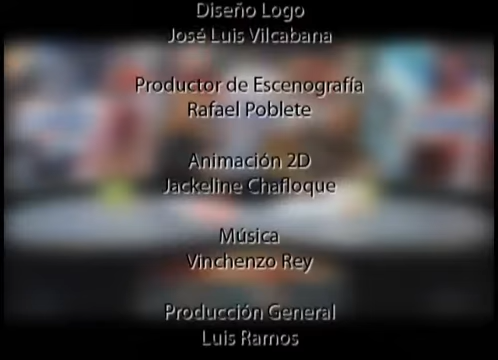 Diseño Logo
José Luis Vilcabana
Productor de Escenografía
Rafael Poblete
Animación 2D
Jackeline Chafloque
Música
Vinchenzo Rey
Producción General
Luis Ramos